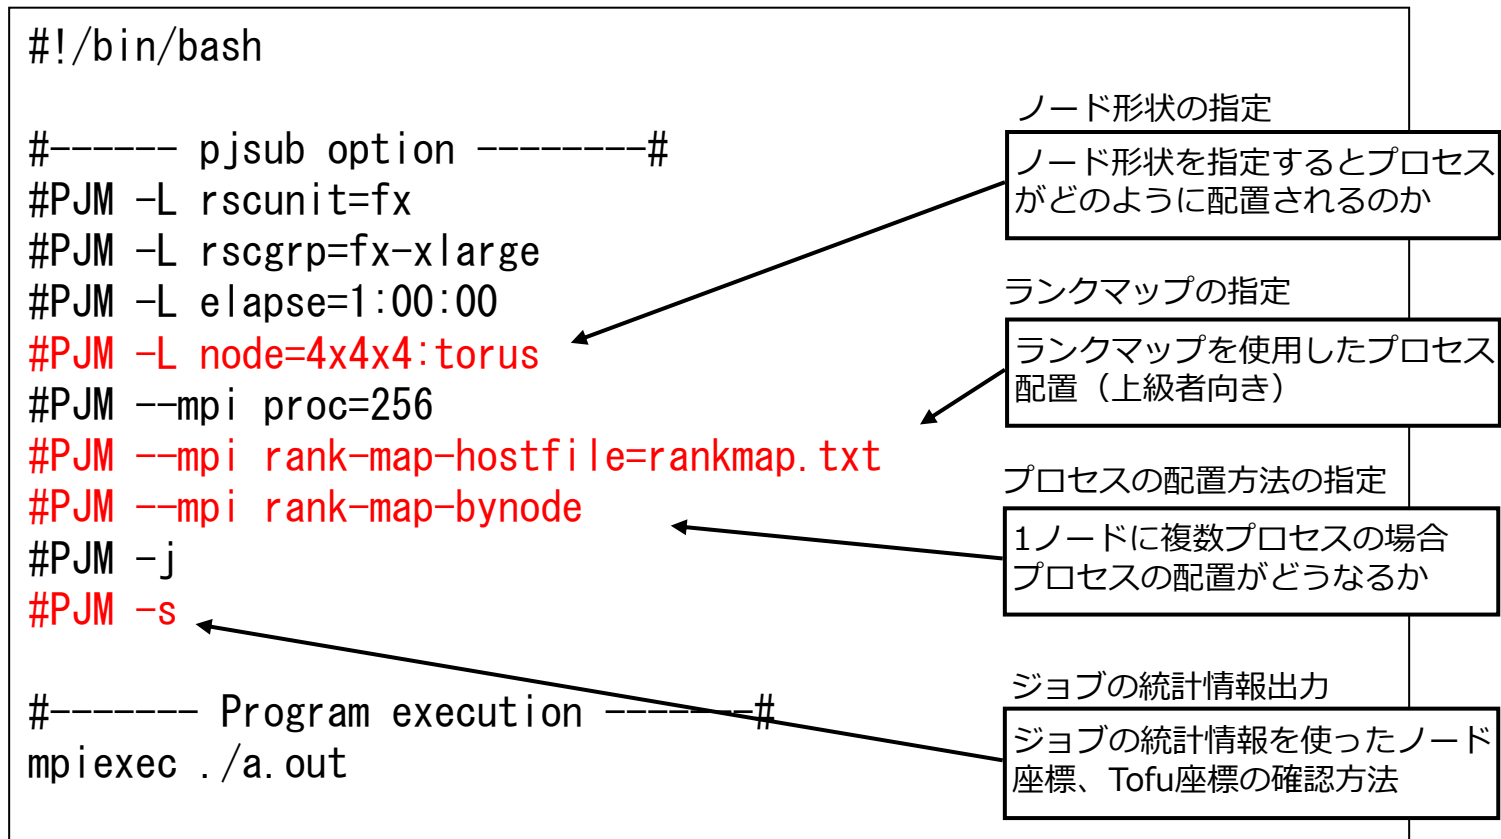 #!/bin/bash
#------ pjsub option --------#
#PJM -L rscunit=fx
#PJM -L rscgrp=fx-xlarge
#PJM -L elapse=1:00:00
#PJM -L node=4x4x4:torus
#PJM --mpi proc=256
#PJM --mpi rank-map-hostfile=rankmap.txt
#PJM --mpi rank-map-bynode
#PJM -j
#PJM -s
#------- Program execution -------#
mpiexec ./a.out
ノード形状の指定
ノード形状を指定するとプロセス
がどのように配置されるのか
ランクマップの指定
ランクマップを使用したプロセス
配置（上級者向き）
プロセスの配置方法の指定
1ノードに複数プロセスの場合
プロセスの配置がどうなるか
ジョブの統計情報出力
ジョブの統計情報を使ったノード
座標、Tofu座標の確認方法